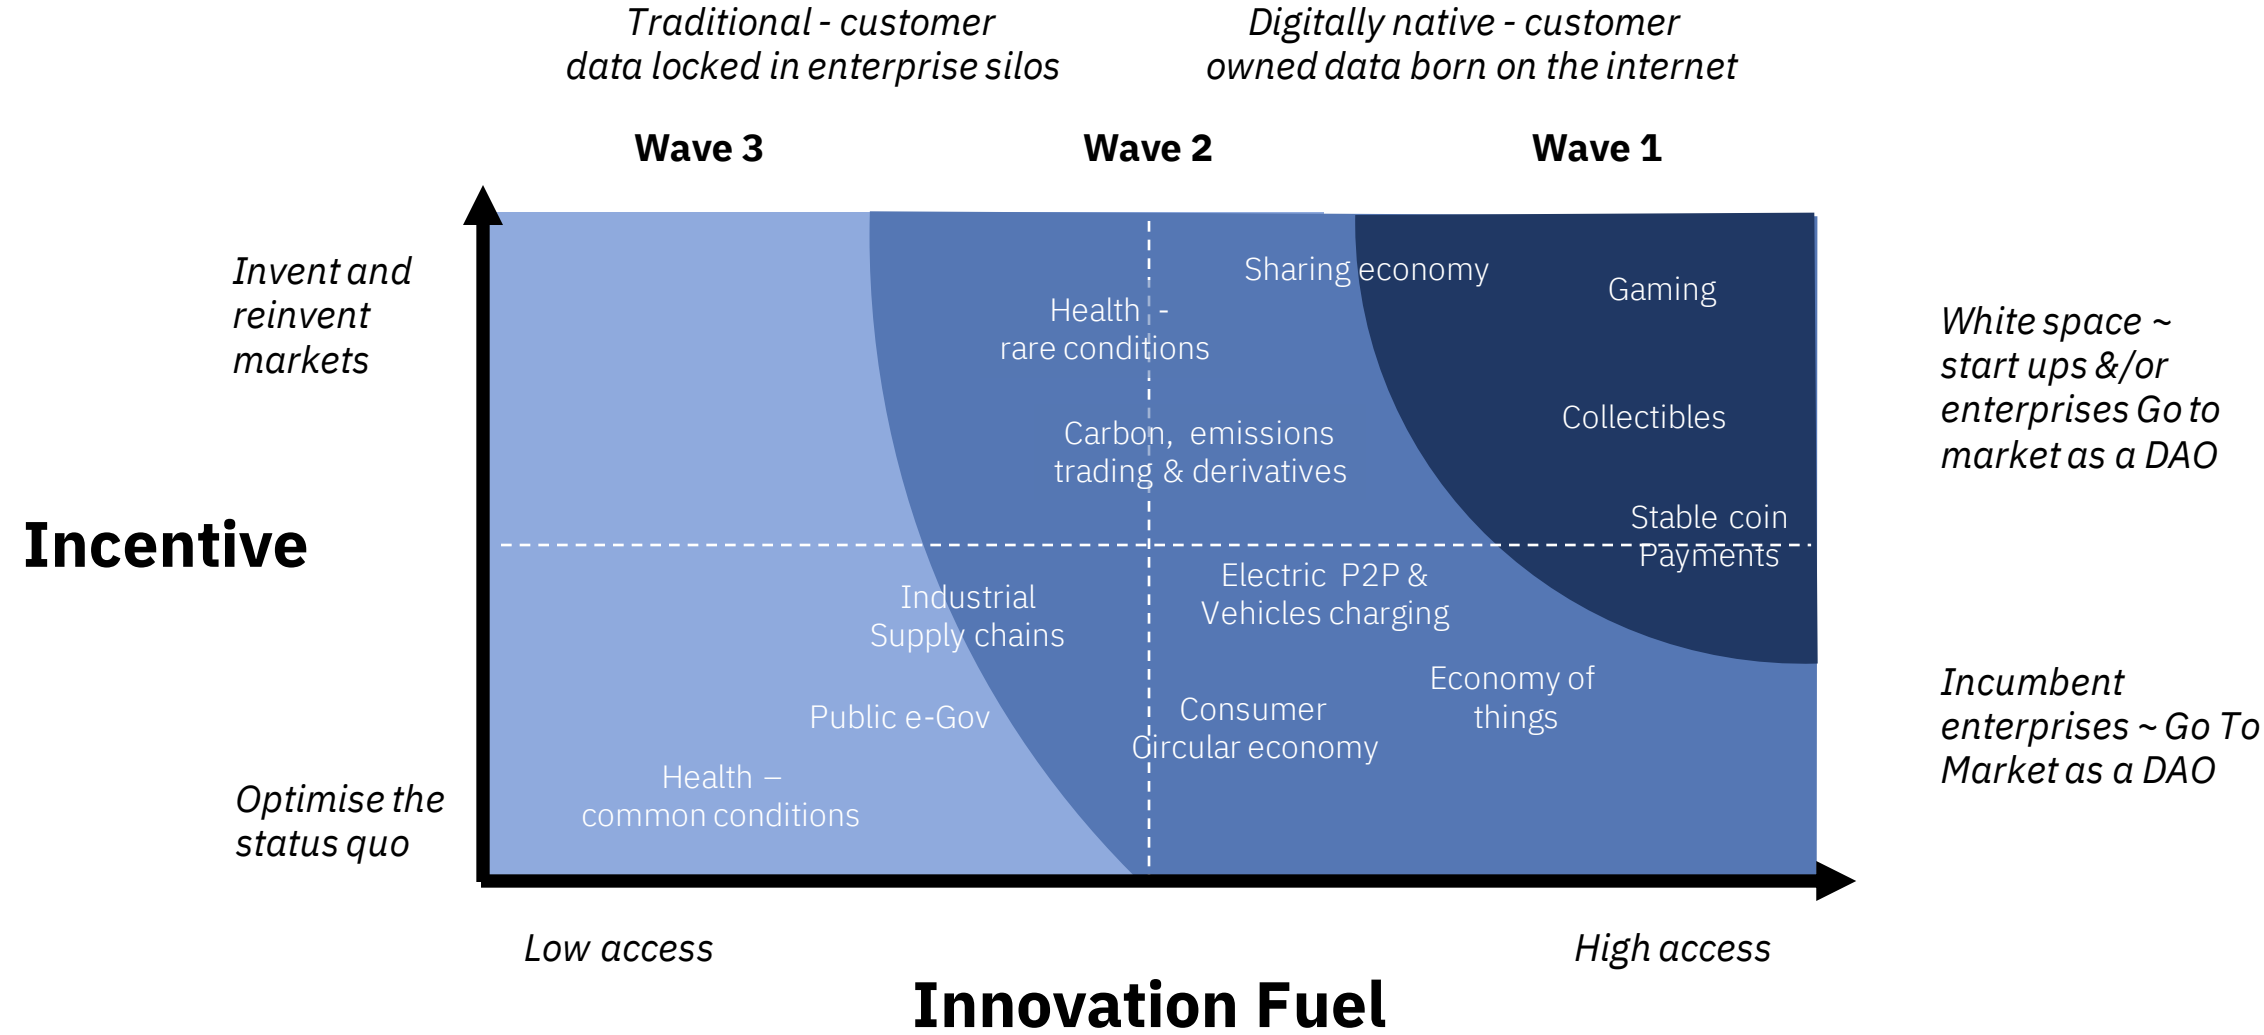 Traditional - customer
data locked in enterprise silos
Digitally native - customer
owned data born on the internet
Wave 3
Wave 2
Wave 1
Invent and
reinvent
markets
Sharing economy
Gaming
Health -
rare conditions
White space ~
start ups &/or
enterprises Go to
market as a DAO
Collectibles
Carbon, emissions
trading & derivatives
Incentive
Stable coin
Payments
Electric P2P &
Vehicles charging
Industrial
Supply chains
Economy of
things
Incumbent
enterprises ~ Go To
Market as a DAO
Public e-Gov
Consumer
Circular economy
Health –
common conditions
Optimise the
status quo
Low access
High access
Innovation Fuel